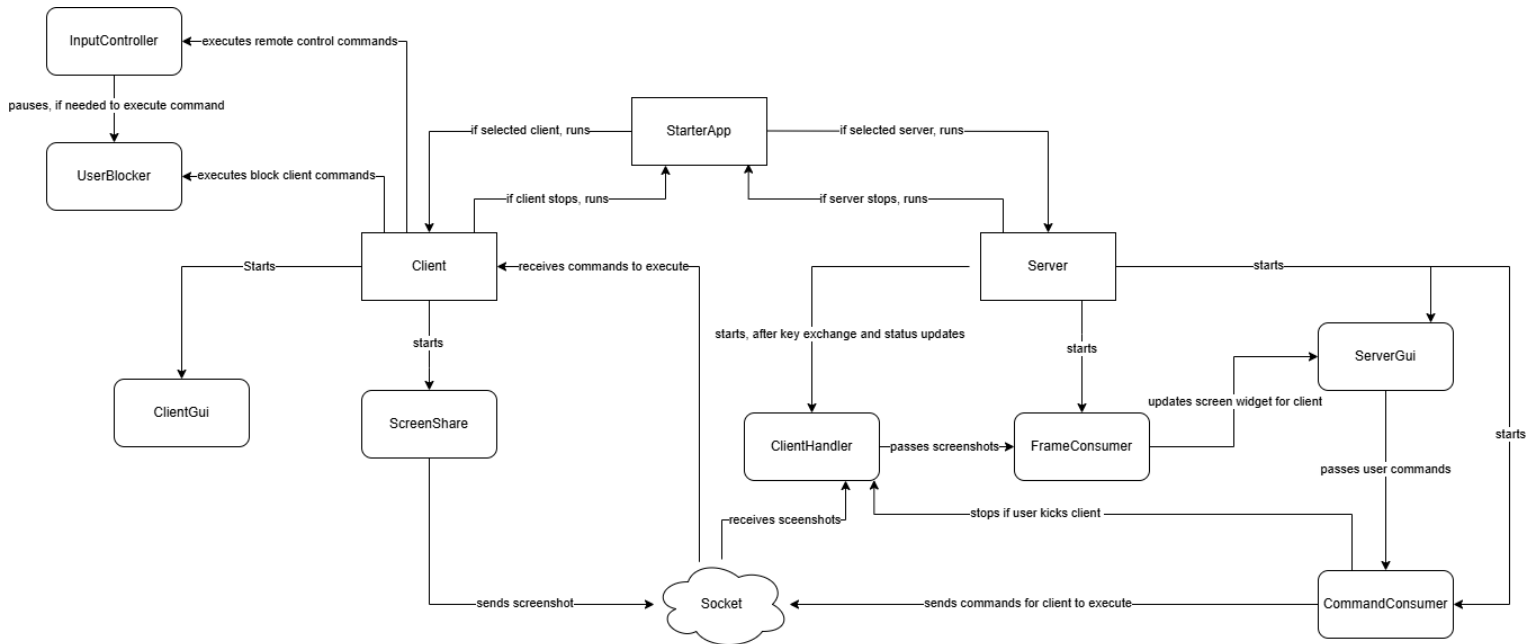 InputController
executes remote control commands
pauses, if needed to execute command
if selected client, runs
StarterApp
if selected server, runs
UserBlocker
executes block client commands
if client stops, runs
if server stops, runs
Starts
Client
receives commands to execute
Server
starts
starts, after key exchange and status updates
starts
starts
ServerGui
updates screen widget for client
ClientGui
ScreenShare
ClientHandler
passes screenshots
FrameConsumer
starts
passes user commands
receives sceenshots
stops if user kicks client
sends screenshot
Socket
sends commands for client to execute
CommandConsumer